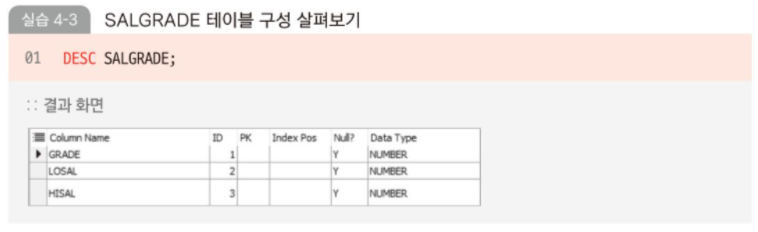 실습 4-3 SALGRADE 테이블 구성 살펴보기
01 DESC SALGRADE;
:: 결과 화면
Column Name ID PK Index Pos Null? Data Type
GRADE 1 Y NUMBER
LOSAL 2 Y NUMBER
HISAL 3 Y NUMBER